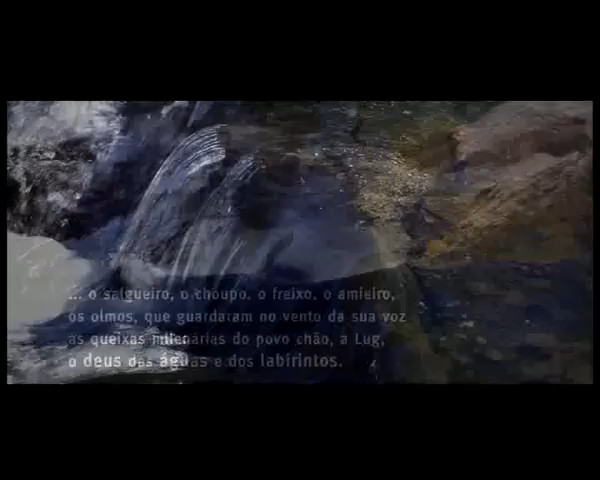 ... o salgueiro, o choupo, o freixo, o amieiro,
os olmos, que guardaram no vento da sua voz
as queixas milenárias do povo chão, a Lug,
o deus das águas e dos labirintos.